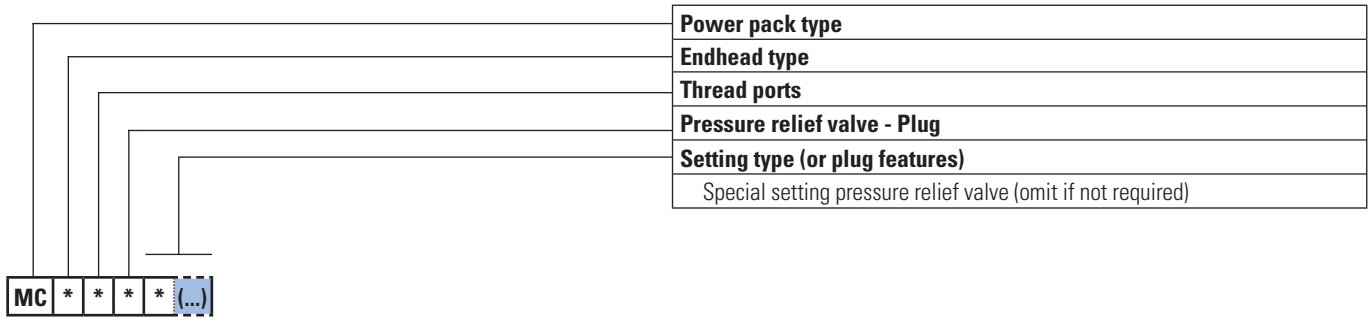 Power pack type
Endhead type
Thread ports
Pressure relief valve - Plug
Setting type (or plug features)
Special setting pressure relief valve (omit if not required)
MC * * * * (...)